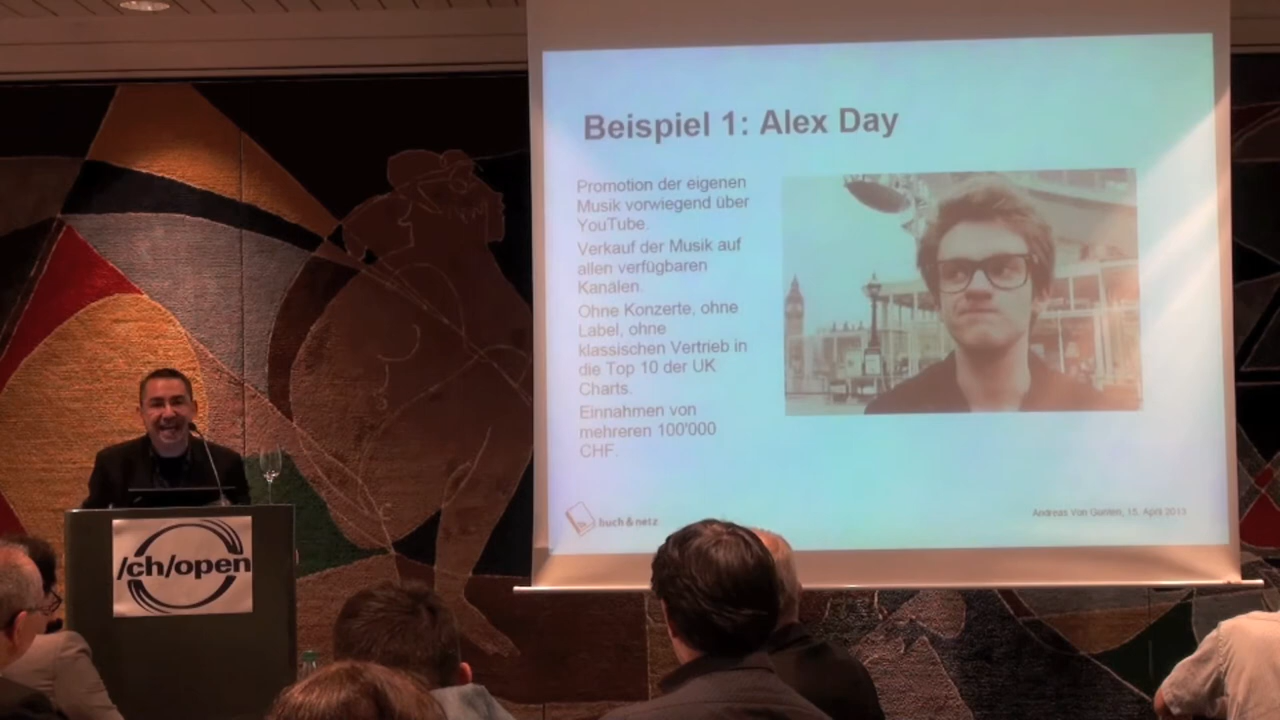 Beispiel 1: Alex Day
Promotion der eigenen
Musik vorwiegend über
YouTube.
Verkauf der Musik auf
allen verfügbaren
Kanälen.
Ohne Konzerte, ohne
Label, ohne
klassischen Vertrieb in
die Top 10 der UK
Charts.
Einnahmen von
mehreren 100'000
CHF.
buch & netz
Andreas Von Gunten, 15. April 2013
/ch/open